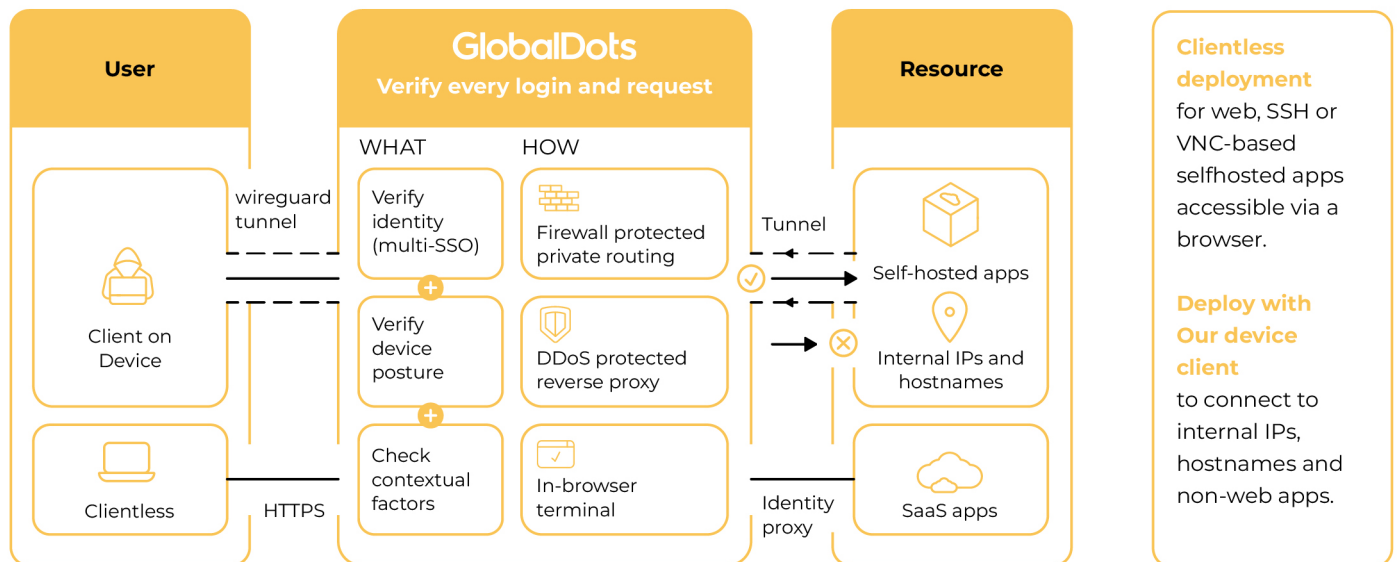 User
GlobalDots
Verify every login and request
Resource
WHAT
HOW
wireguard
tunnel
Client on
Device
Clientless
HTTPS
Verify
identity
(multi-SSO)
Verify
device
posture
Check
contextual
factors
Firewall protected
private routing
DDoS protected
reverse proxy
In-browser
terminal
Tunnel
Identity
proxy
Self-hosted apps
Internal IPs and
hostnames
SaaS apps
Clientless
deployment
for web, SSH or
VNC-based
selfhosted apps
accessible via a
browser.
Deploy with
Our device
client
to connect to
internal IPs,
hostnames and
non-web apps.